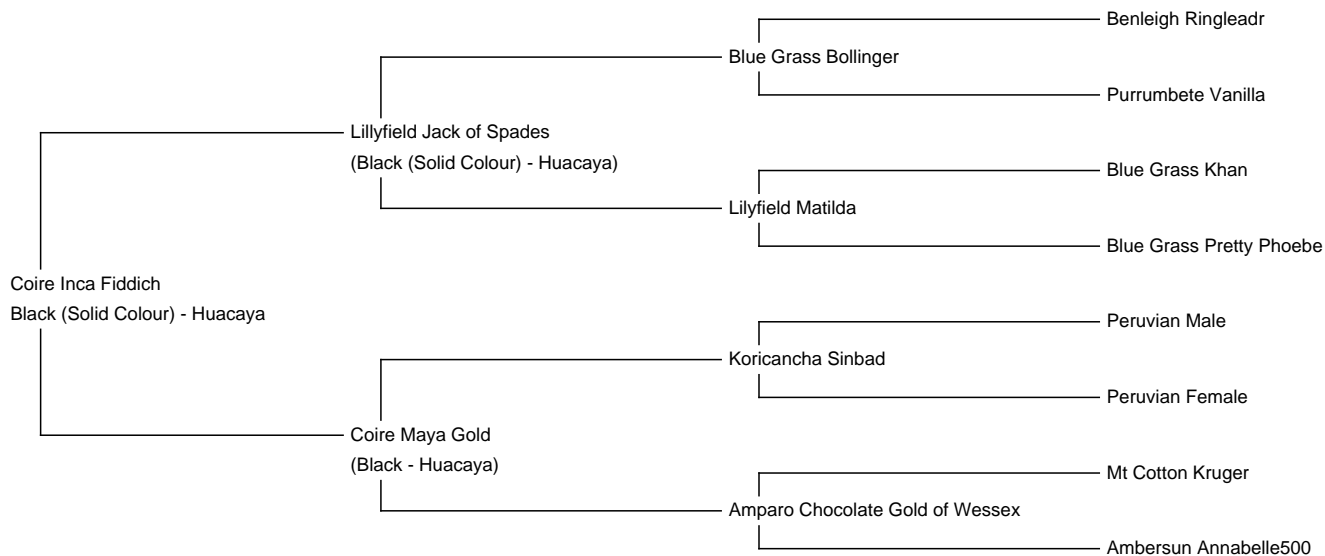 Benleigh Ringleadr
Blue Grass Bollinger
Purrumbete Vanilla
Lillyfield Jack of Spades
(Black (Solid Colour) - Huacaya)
Blue Grass Khan
Lilyfield Matilda
Blue Grass Pretty Phoebe
Coire Inca Fiddich
Black (Solid Colour) - Huacaya
Peruvian Male
Koricancha Sinbad
Peruvian Female
Coire Maya Gold
(Black - Huacaya)
Mt Cotton Kruger
Amparo Chocolate Gold of Wessex
Ambersun Annabelle500